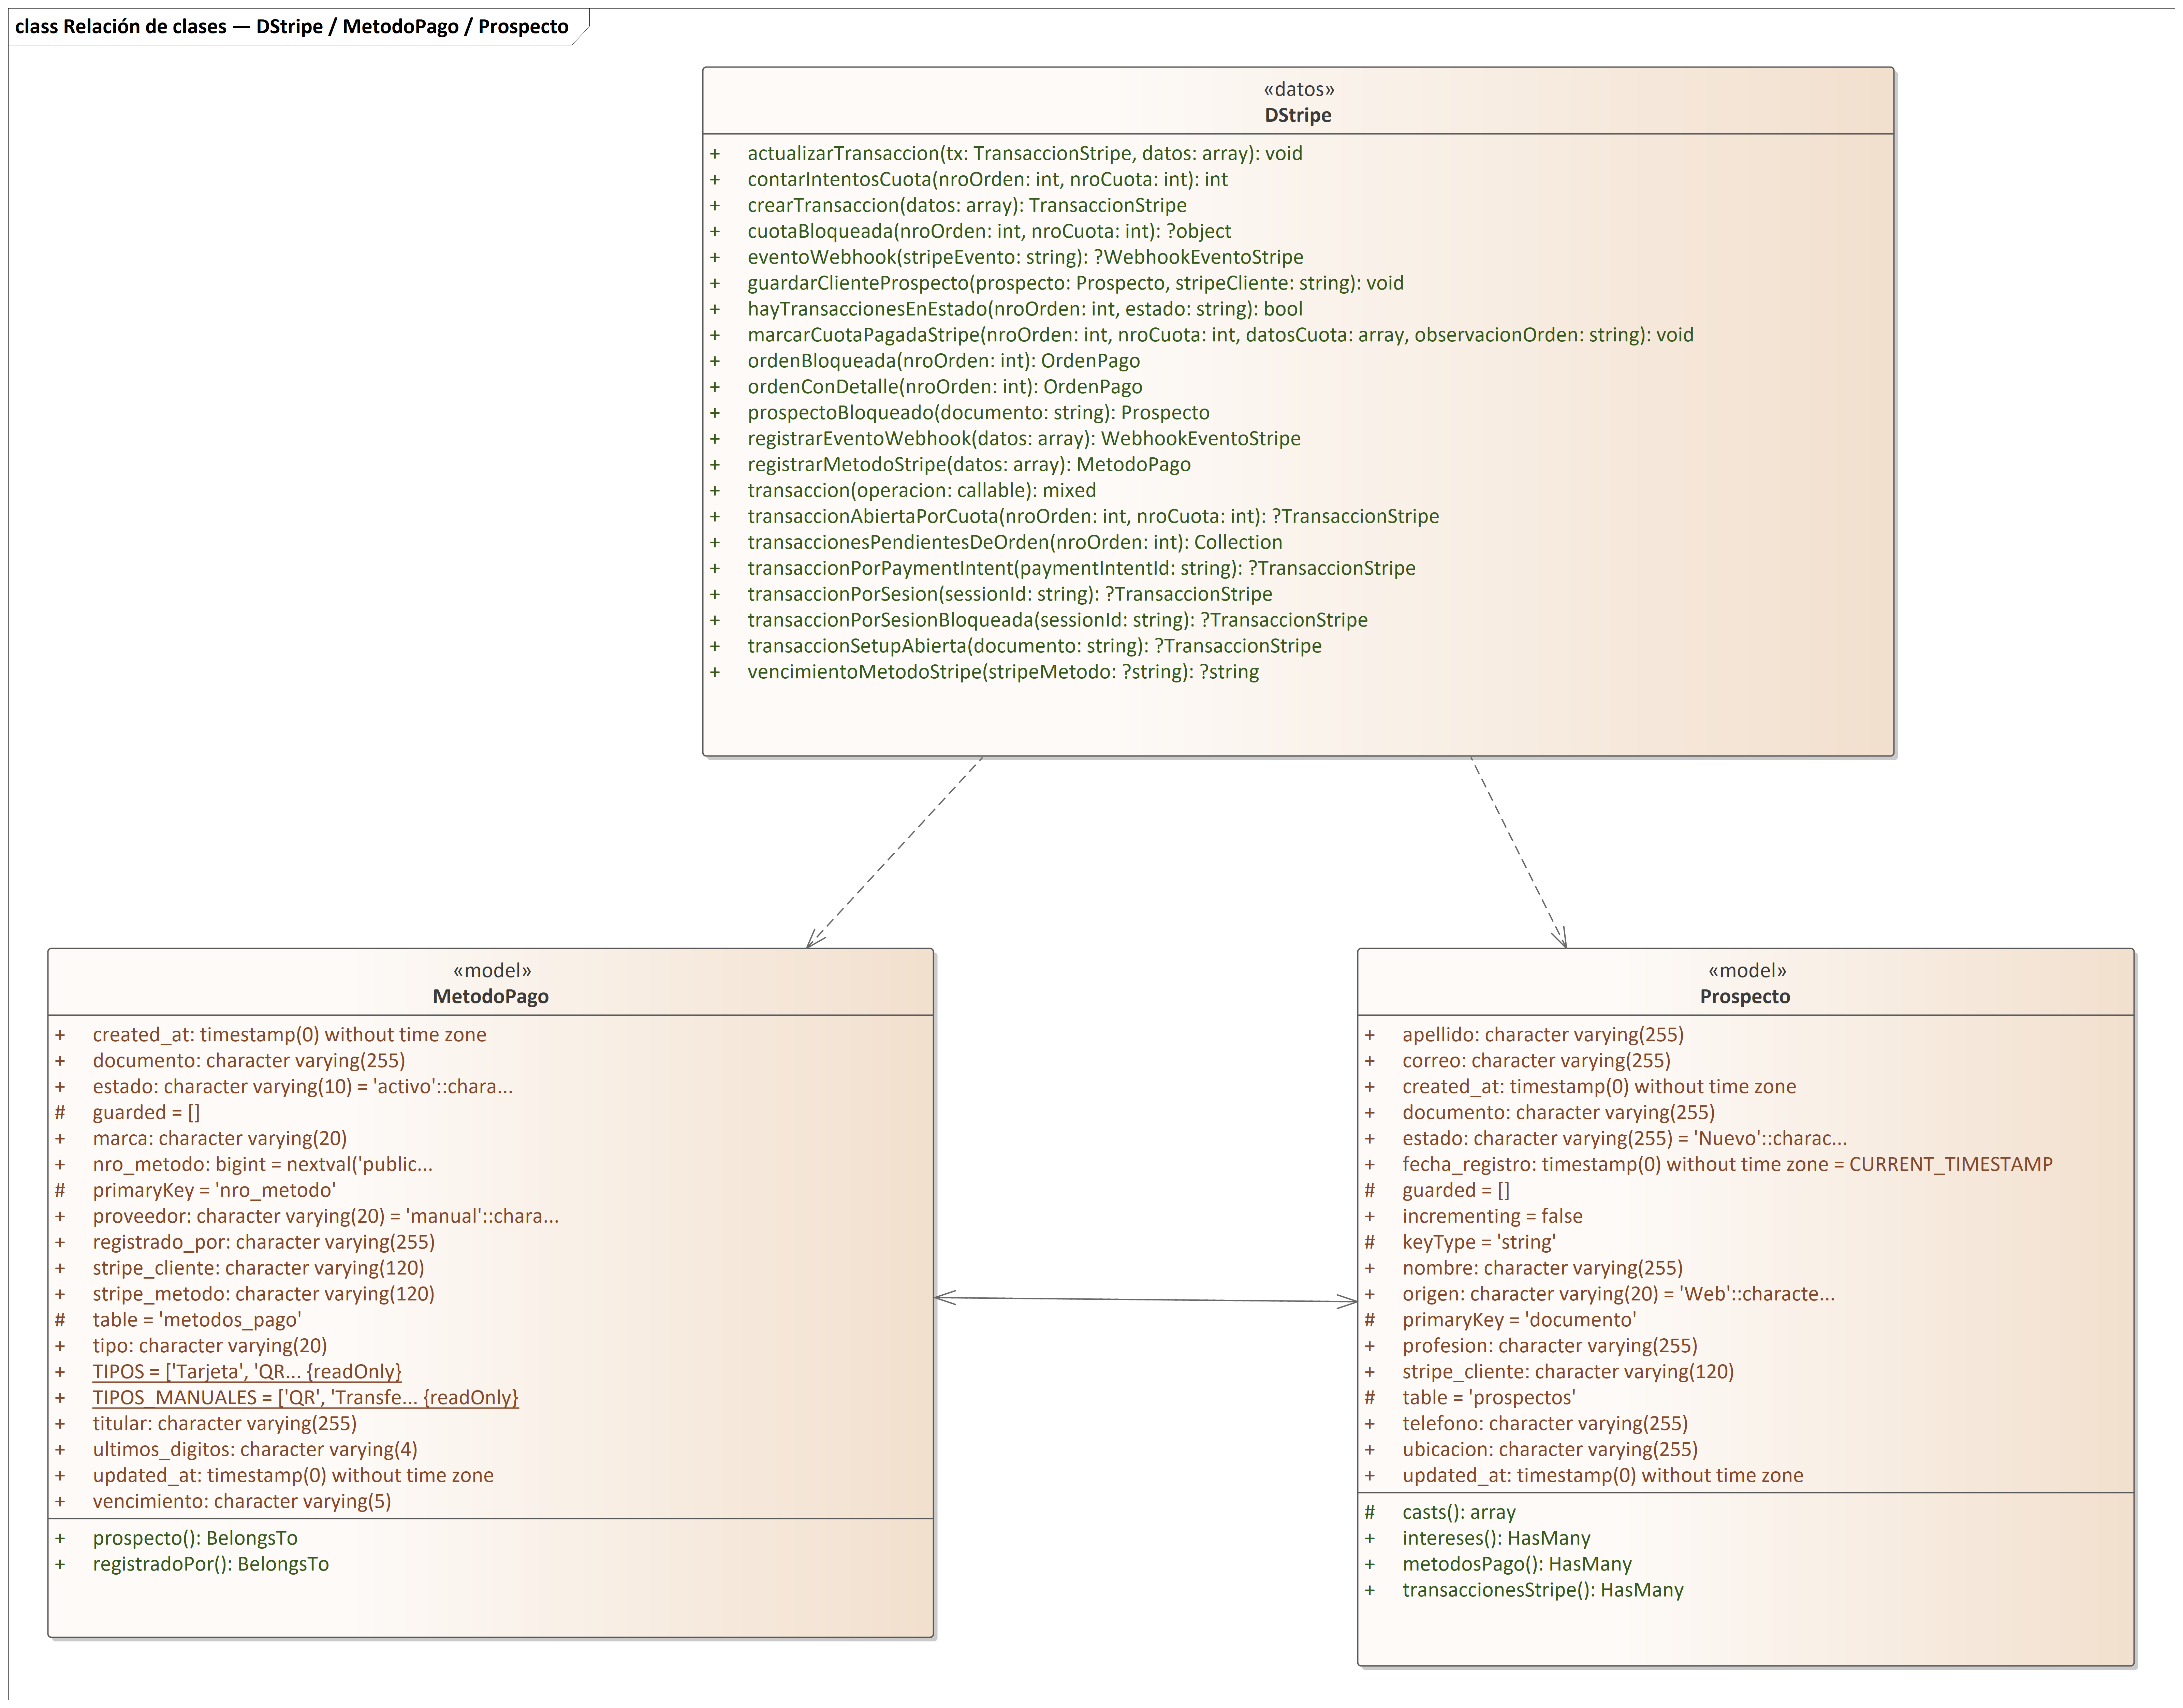 class Relación de clases — DStripe / MetodoPago / Prospecto
«datos»
DStripe
+ actualizarTransaccion(tx: TransaccionStripe, datos: array): void
+ contarIntentosCuota(nroOrden: int, nroCuota: int): int
+ crearTransaccion(datos: array): TransaccionStripe
+ cuotaBloqueada(nroOrden: int, nroCuota: int): ?object
+ eventoWebhook(stripeEvento: string): ?WebhookEventoStripe
+ guardarClienteProspecto(prospecto: Prospecto, stripeCliente: string): void
+ hayTransaccionesEnEstado(nroOrden: int, estado: string): bool
+ marcarCuotaPagadaStripe(nroOrden: int, nroCuota: int, datosCuota: array, observacionOrden: string): void
+ ordenBloqueada(nroOrden: int): OrdenPago
+ ordenConDetalle(nroOrden: int): OrdenPago
+ prospectoBloqueado(documento: string): Prospecto
+ registrarEventoWebhook(datos: array): WebhookEventoStripe
+ registrarMetodoStripe(datos: array): MetodoPago
+ transaccion(operacion: callable): mixed
+ transaccionAbiertaPorCuota(nroOrden: int, nroCuota: int): ?TransaccionStripe
+ transaccionesPendientesDeOrden(nroOrden: int): Collection
+ transaccionPorPaymentIntent(paymentIntentId: string): ?TransaccionStripe
+ transaccionPorSesion(sessionId: string): ?TransaccionStripe
+ transaccionPorSesionBloqueada(sessionId: string): ?TransaccionStripe
+ transaccionSetupAbierta(documento: string): ?TransaccionStripe
+ vencimientoMetodoStripe(stripeMetodo: ?string): ?string
«model»
MetodoPago
+ created_at: timestamp(0) without time zone
+ documento: character varying(255)
+ estado: character varying(10) = 'activo'::chara...
# guarded = []
+ marca: character varying(20)
+ nro_metodo: bigint = nextval('public...
# primaryKey = 'nro_metodo'
+ proveedor: character varying(20) = 'manual'::chara...
+ registrado_por: character varying(255)
+ stripe_cliente: character varying(120)
+ stripe_metodo: character varying(120)
# table = 'metodos_pago'
+ tipo: character varying(20)
+ TIPOS = ['Tarjeta', 'QR... {readOnly}
+ TIPOS_MANUALES = ['QR', 'Transfe... {readOnly}
+ titular: character varying(255)
+ ultimos_digitos: character varying(4)
+ updated_at: timestamp(0) without time zone
+ vencimiento: character varying(5)
+ prospecto(): BelongsTo
+ registradoPor(): BelongsTo
«model»
Prospecto
+ apellido: character varying(255)
+ correo: character varying(255)
+ created_at: timestamp(0) without time zone
+ documento: character varying(255)
+ estado: character varying(255) = 'Nuevo'::charac...
+ fecha_registro: timestamp(0) without time zone = CURRENT_TIMESTAMP
# guarded = []
+ incrementing = false
# keyType = 'string'
+ nombre: character varying(255)
+ origen: character varying(20) = 'Web'::characte...
# primaryKey = 'documento'
+ profesion: character varying(255)
+ stripe_cliente: character varying(120)
# table = 'prospectos'
+ telefono: character varying(255)
+ ubicacion: character varying(255)
+ updated_at: timestamp(0) without time zone
# casts(): array
+ intereses(): HasMany
+ metodosPago(): HasMany
+ transaccionesStripe(): HasMany